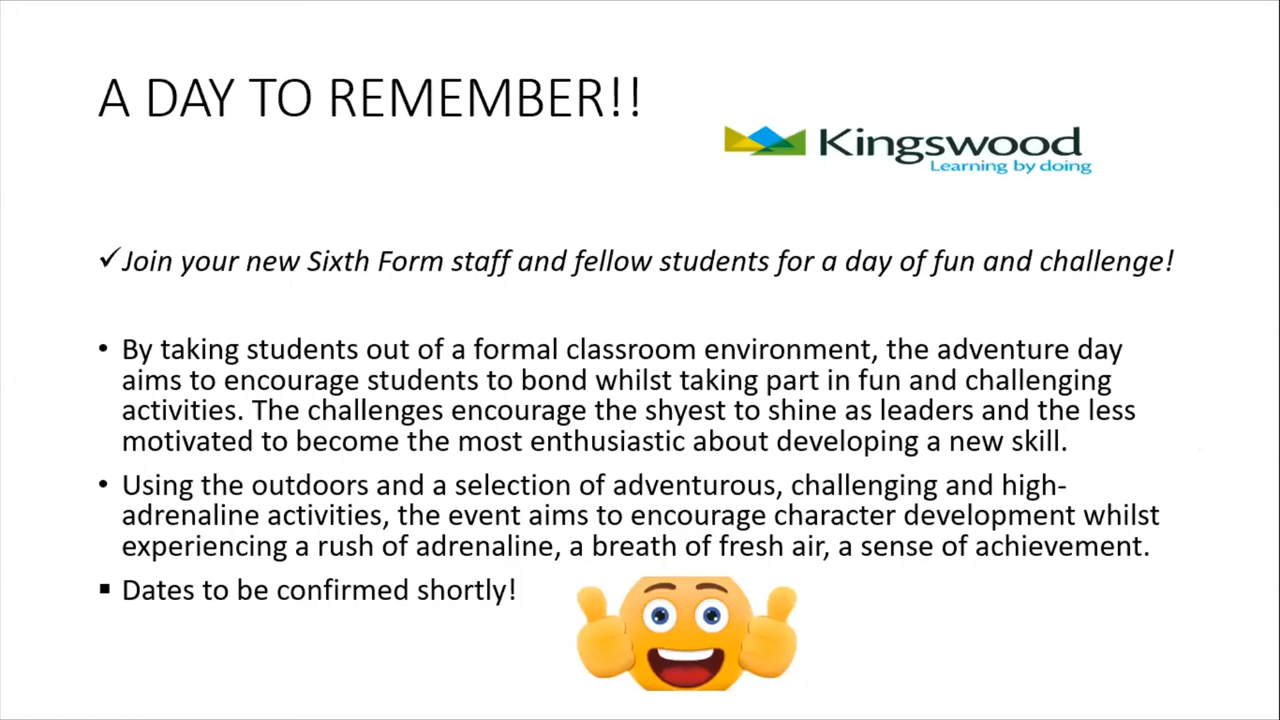 A DAY TO REMEMBER!!
Kingswood
Learning by doing
✓Join your new Sixth Form staff and fellow students for a day of fun and challenge!
• By taking students out of a formal classroom environment, the adventure day
aims to encourage students to bond whilst taking part in fun and challenging
activities. The challenges encourage the shyest to shine as leaders and the less
motivated to become the most enthusiastic about developing a new skill.
• Using the outdoors and a selection of adventurous, challenging and high-
adrenaline activities, the event aims to encourage character development whilst
experiencing a rush of adrenaline, a breath of fresh air, a sense of achievement.
▪ Dates to be confirmed shortly!